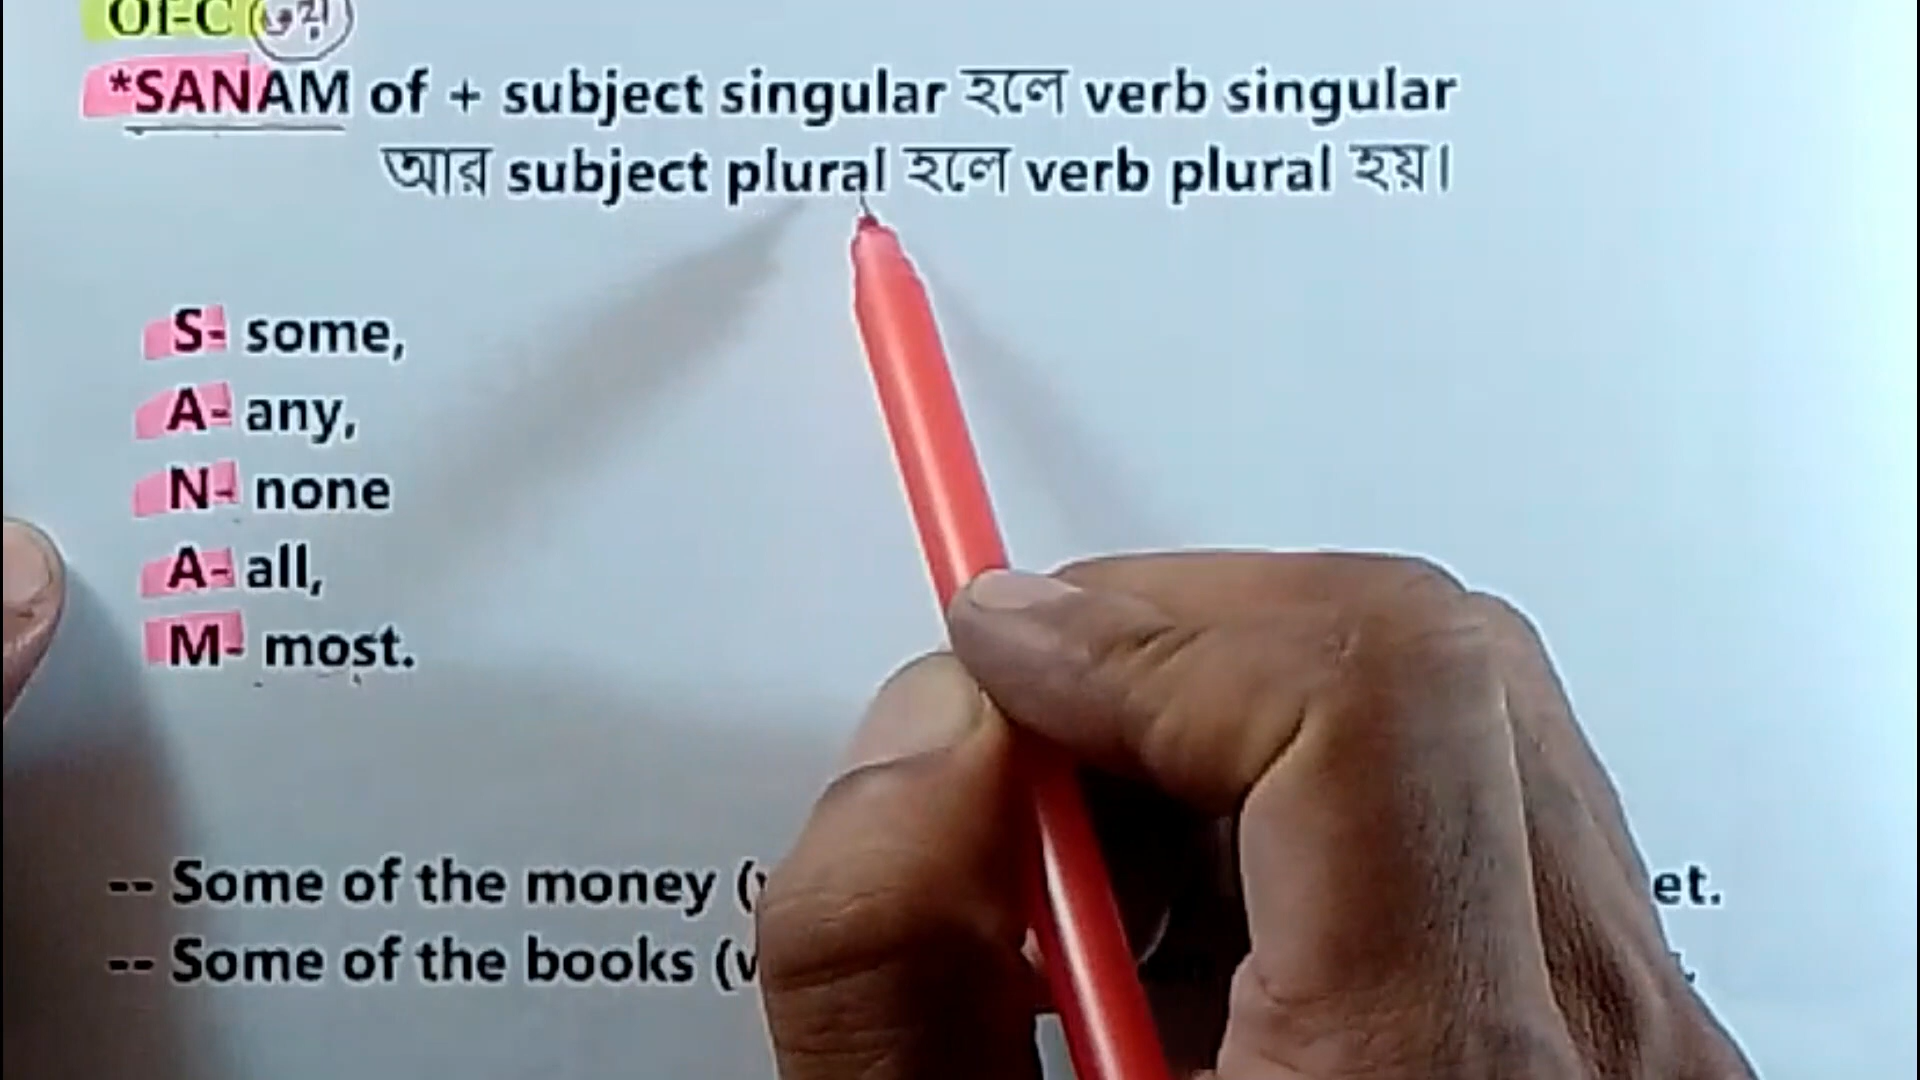 Of-C (তয়)
*SANAM of + subject singular হলে verb singular
আর subject plural হলে verb plural হয়।
S- some,
A- any,
N- none
A- all,
M- most.
-- Some of the money ( et.
-- Some of the books (